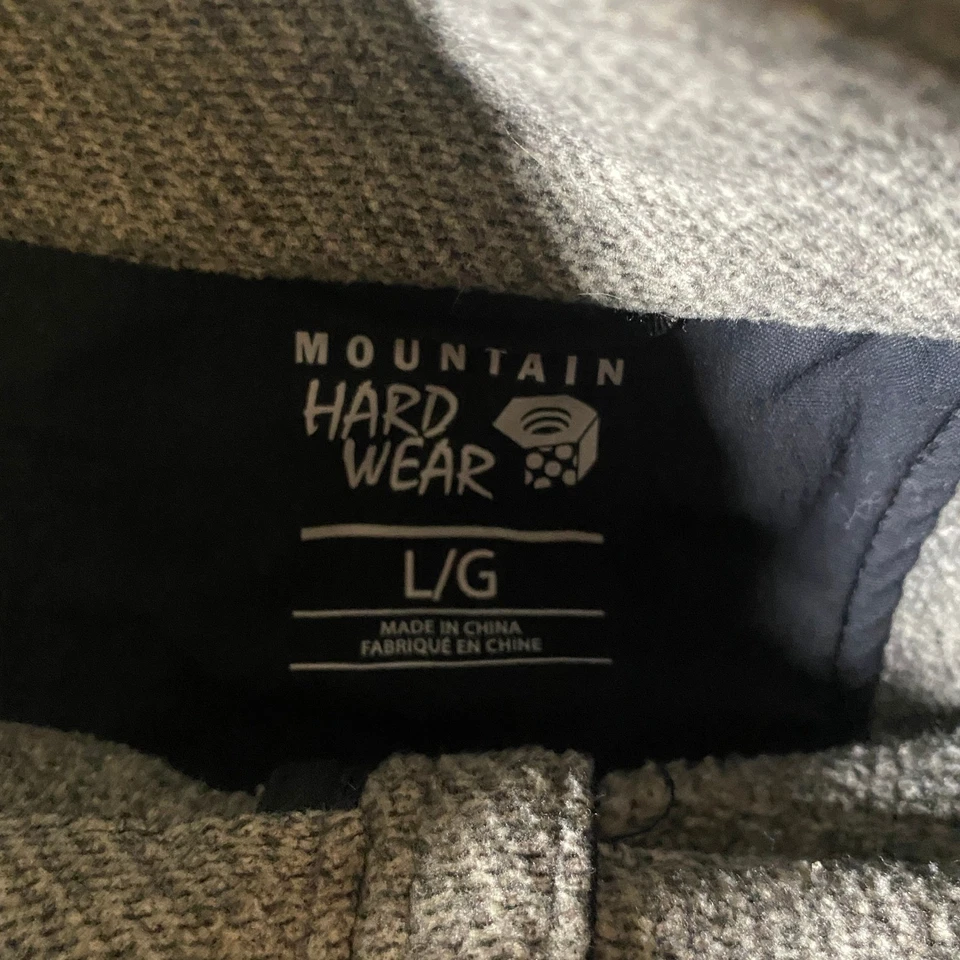 MOUNTAIN
HARD
WEAR
L/G
MADE IN CHINA
FABRIQUÉ EN CHINE